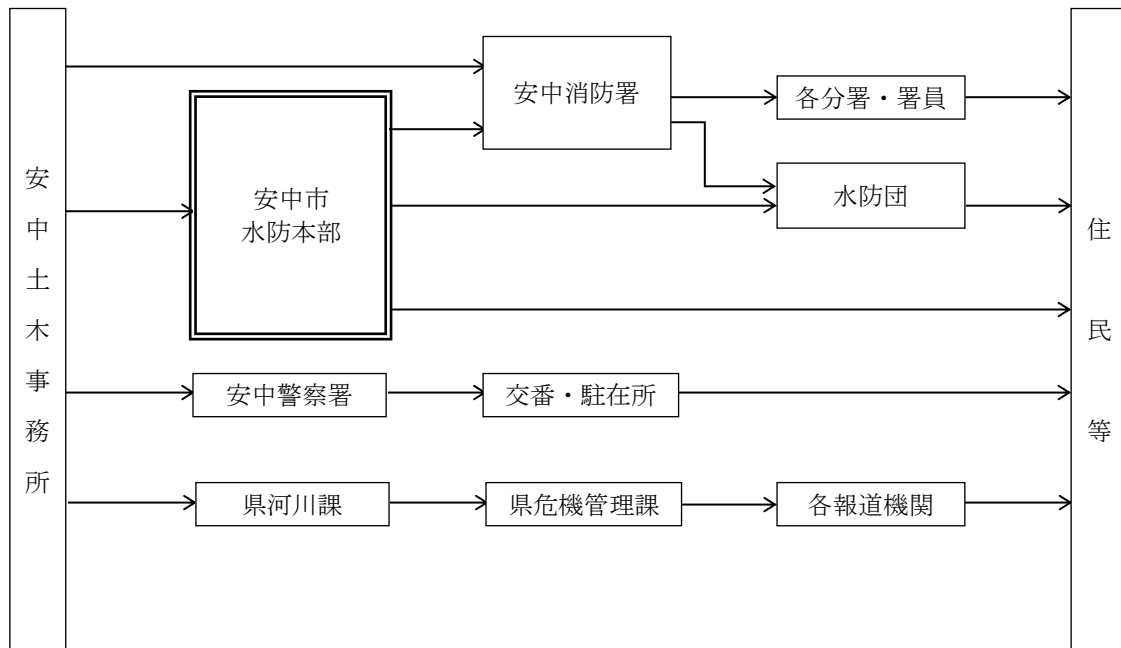 安中土木事務所
安中消防署
各分署・署員
安中市
水防本部
水防団
住民等
安中警察署
交番・駐在所
県河川課
県危機管理課
各報道機関